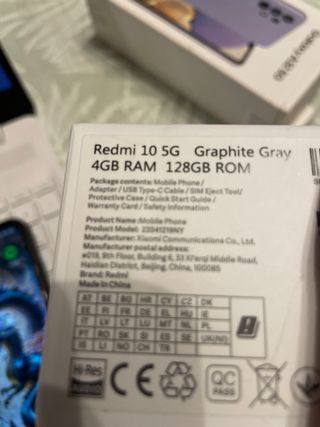 Galaxy A32 5G
Redmi 10 5G Graphite Gray
4GB RAM 128GB ROM
Package contents: Mobile Phone /
Adapter / USB Type-C Cable / SIM Eject Tool /
Protective Case / Quick Start Guide /
Warranty Card / Safety Information
Product Name: Mobile Phone
Product Model: 22041219NY
Manufacturer: Xiaomi Communications Co., Ltd.
Manufacturer postal address:
#019, 9th Floor, Building 6, 33 Xi'erqi Middle Road,
Haidian District, Beijing, China, 100085
Brand: Redmi
Made in China
AT BE BG HR CY CZ DK
EE FI FR DE EL HU IE
IT LV LT LU MT NL PL
PT RO SK SI ES SE UK(NI)
IS LI NO CH TR
Hi-Res
CE
QC
PASS